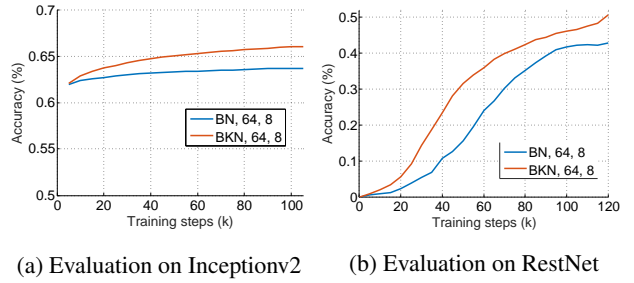 0.7
0.65
0.6
0.55
0.5
Accuracy (%)
0 20 40 60 80 100
Training steps (k)
BN, 64, 8
BKN, 64, 8
(a) Evaluation on Inceptionv2
0.5
0.4
0.3
0.2
0.1
0
Accuracy (%)
0 20 40 60 80 100 120
Training steps (k)
BN, 64, 8
BKN, 64, 8
(b) Evaluation on RestNet